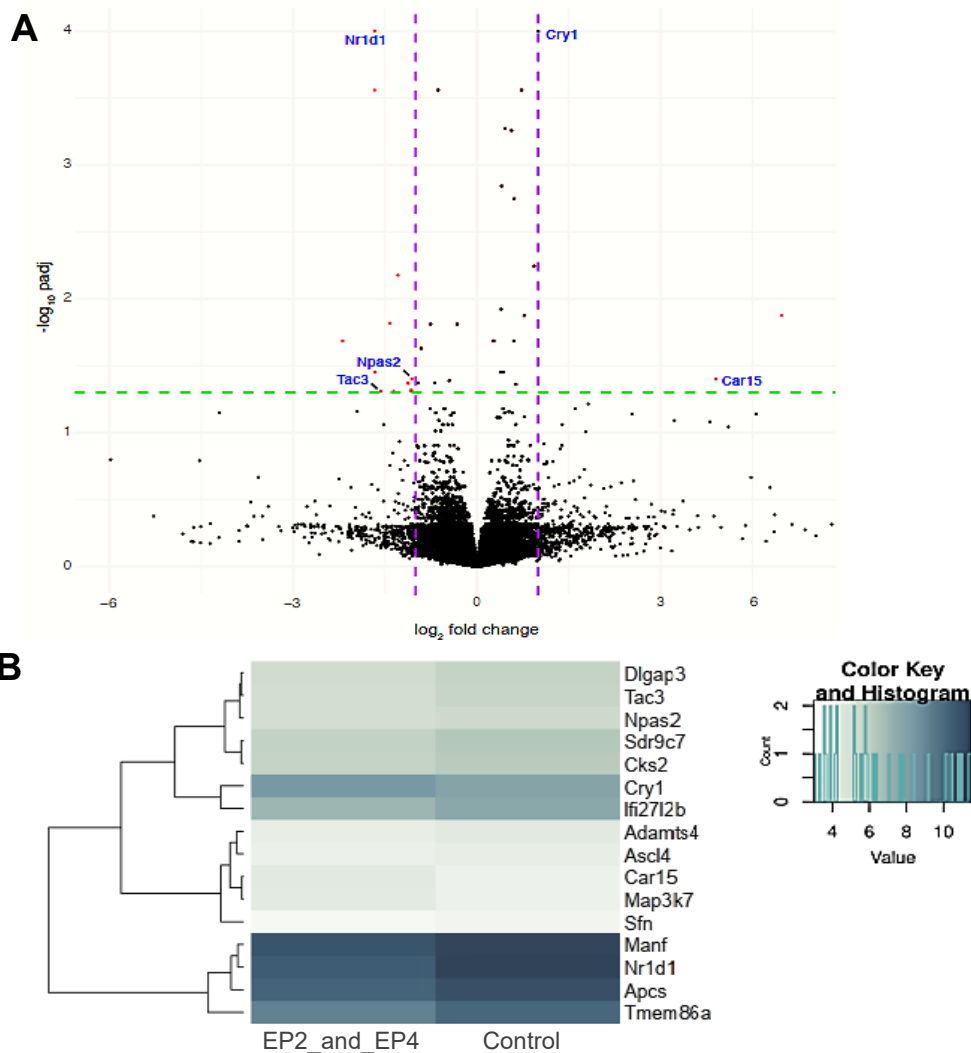 A
4
Nr1d1
Cry1
3
-log10 padj
2
Npas2
Tac3
Car15
1
0
−6
−3
0
3
6
log2 fold change
B
Dlgap3
Tac3
Npas2
Sdr9c7
Cks2
Cry1
Ifi27l2b
Adamts4
Ascl4
Car15
Map3k7
Sfn
Manf
Nr1d1
Apcs
Tmem86a
EP2_and_EP4
Control
Color Key
and Histogram
Count
2
1
0
4 6 8 10
Value